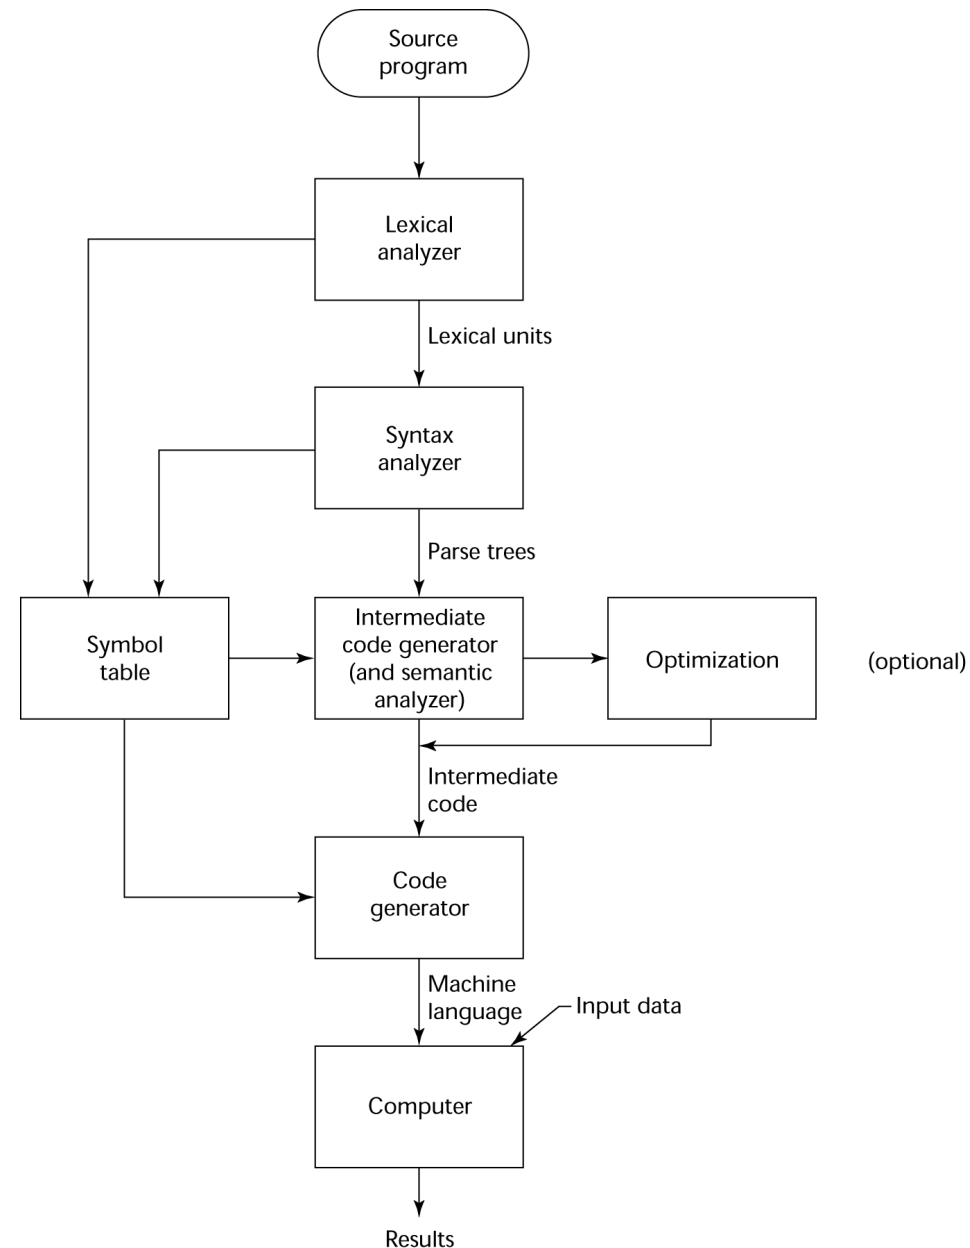 Source
program
Lexical
analyzer
Lexical units
Syntax
analyzer
Parse trees
Symbol
table
Intermediate
code generator
(and semantic
analyzer)
Optimization
(optional)
Intermediate
code
Code
generator
Machine
language
Input data
Computer
Results